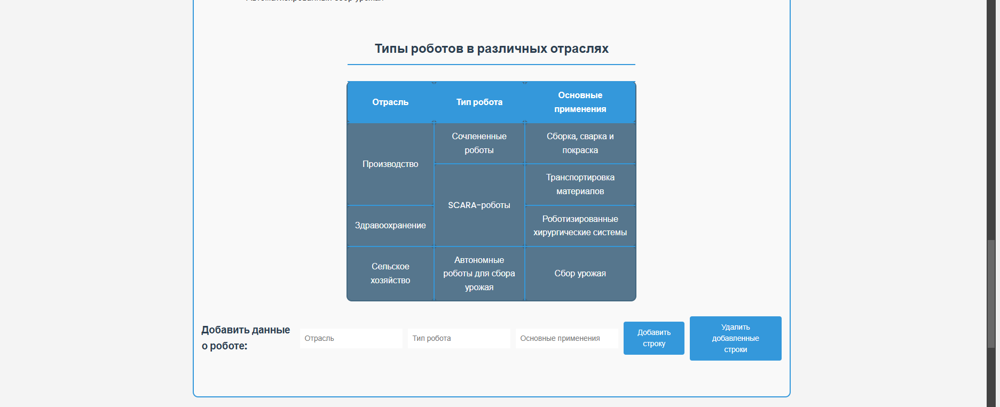 Типы роботов в различных отраслях
Отрасль
Тип робота
Основные
применения
Производство
Сочлененные
роботы
Сборка, сварка и
покраска
SCARA-роботы
Транспортировка
материалов
Здравоохранение
Роботизированные
хирургические системы
Сельское
хозяйство
Автономные
роботы для сбора
урожая
Сбор урожая
Добавить данные
о роботе:
Отрасль
Тип робота
Основные применения
Добавить
строку
Удалить
добавленные
строки